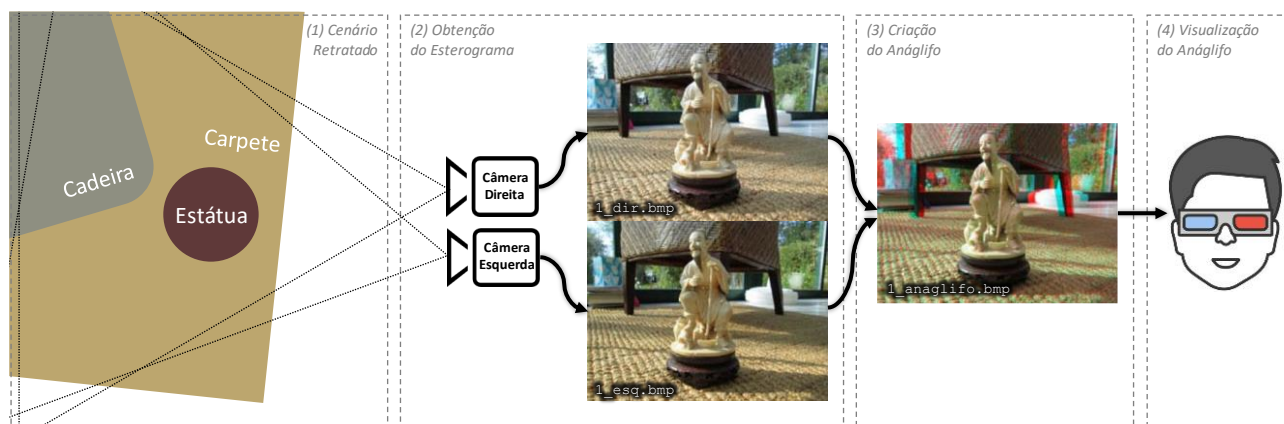 (1) Cenário
Retratado
(2) Obtenção
do Esterograma
(3) Criação
do Anáglifo
(4) Visualização
do Anáglifo
Carpete
Cadeira
Estátua
Câmera
Direita
Câmera
Esquerda
1_dir.bmp
1_esq.bmp
1_anaglifo.bmp